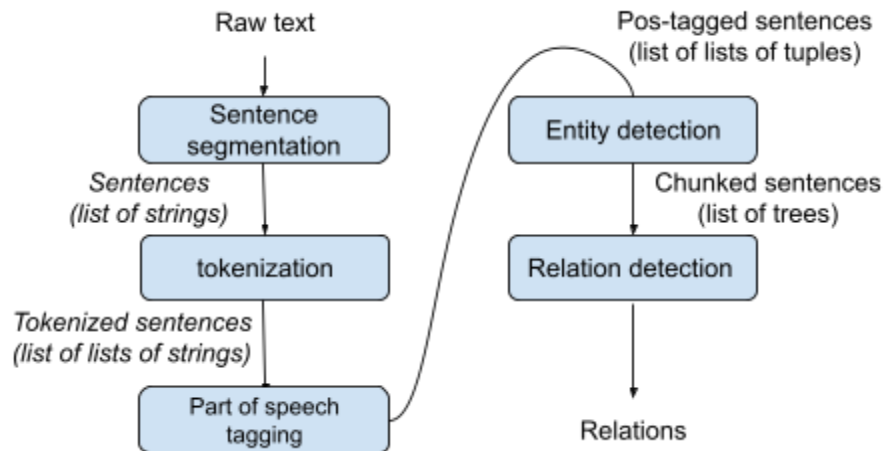 Raw text
Sentence
segmentation
Sentences
(list of strings)
tokenization
Tokenized sentences
(list of lists of strings)
Part of speech
tagging
Pos-tagged sentences
(list of lists of tuples)
Entity detection
Chunked sentences
(list of trees)
Relation detection
Relations